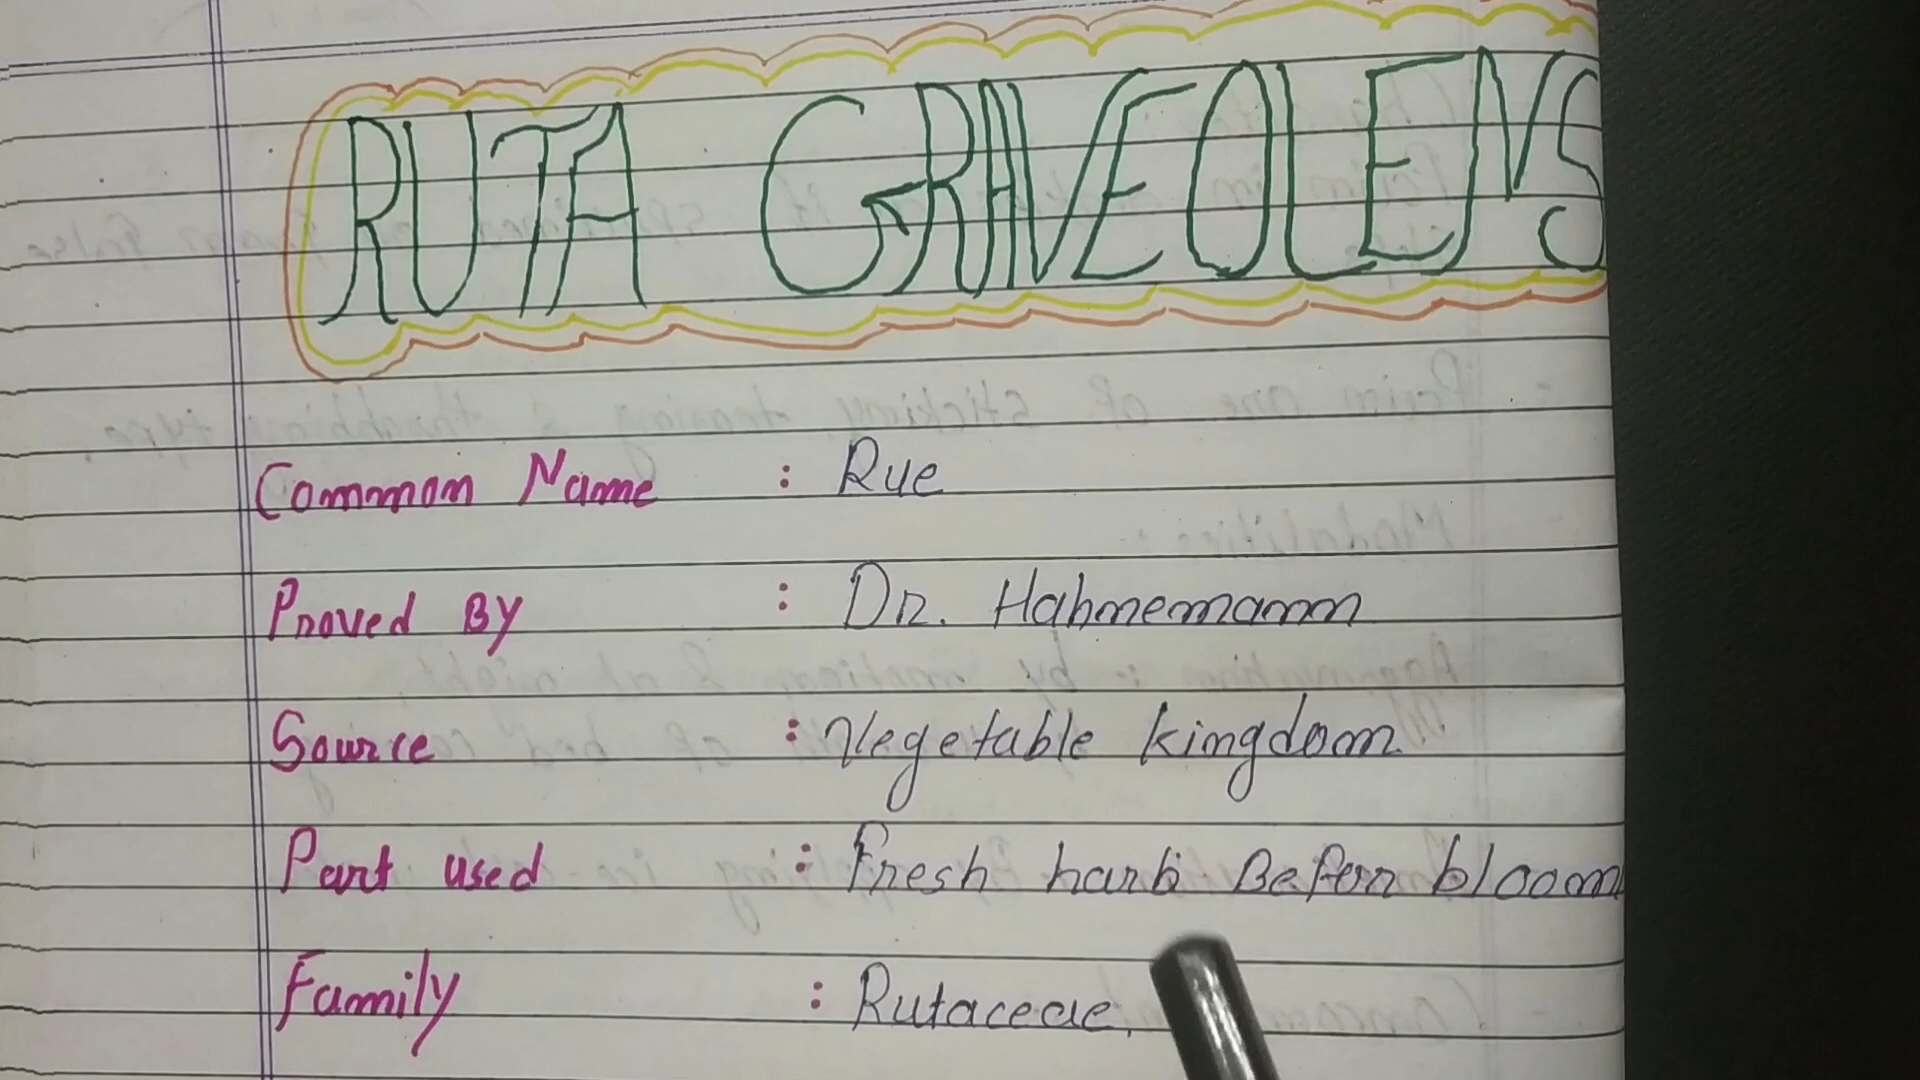 RUTA GRAVEOLENS
Common Name : Rue
Proved By : Dr. Hahnemann
Source : Vegetable kingdom
Part used : Fresh harb Before bloom
Family : Rutaceae,